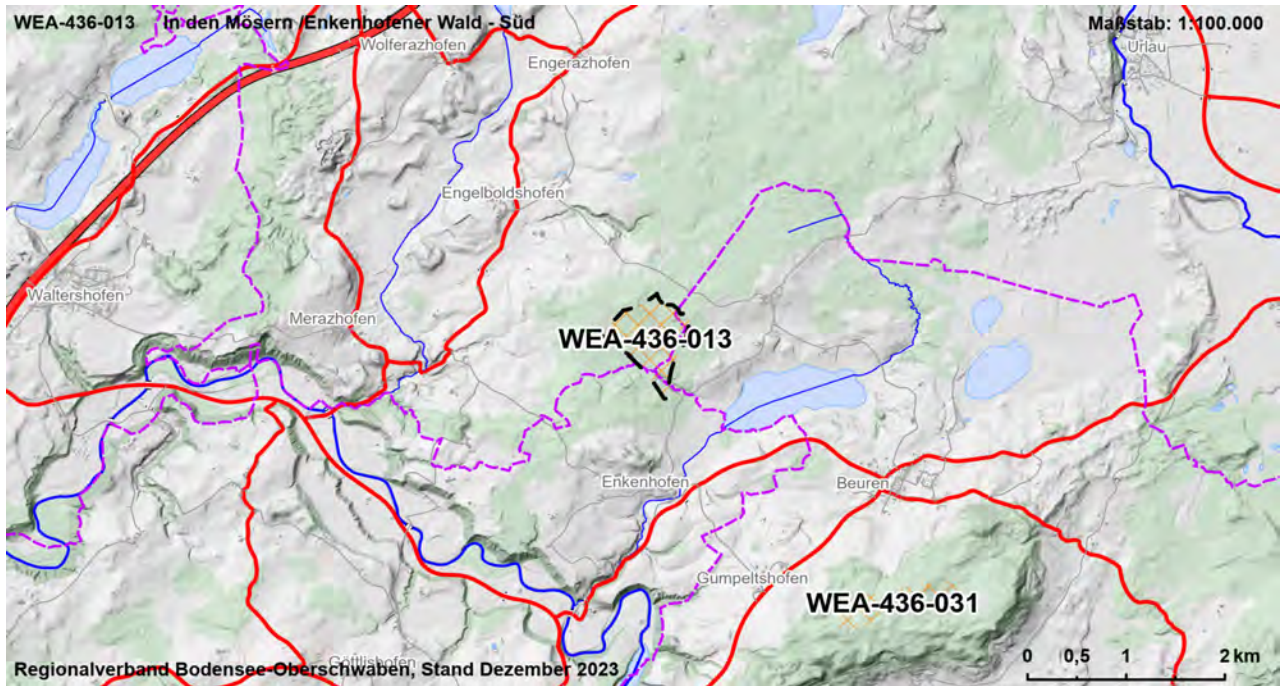 WEA-436-013 In den Mösern /Enkenhofener Wald - Süd
Maßstab: 1:100.000
Wolferazhofen
Urlau
Engerazhofen
Engelboldshofen
Waltershofen
Merazhofen
WEA-436-013
Enkenhofen
Beuren
Gumpeltshofen
WEA-436-031
Göttlishofen
0 0,5 1 2 km
Regionalverband Bodensee-Oberschwaben, Stand Dezember 2023